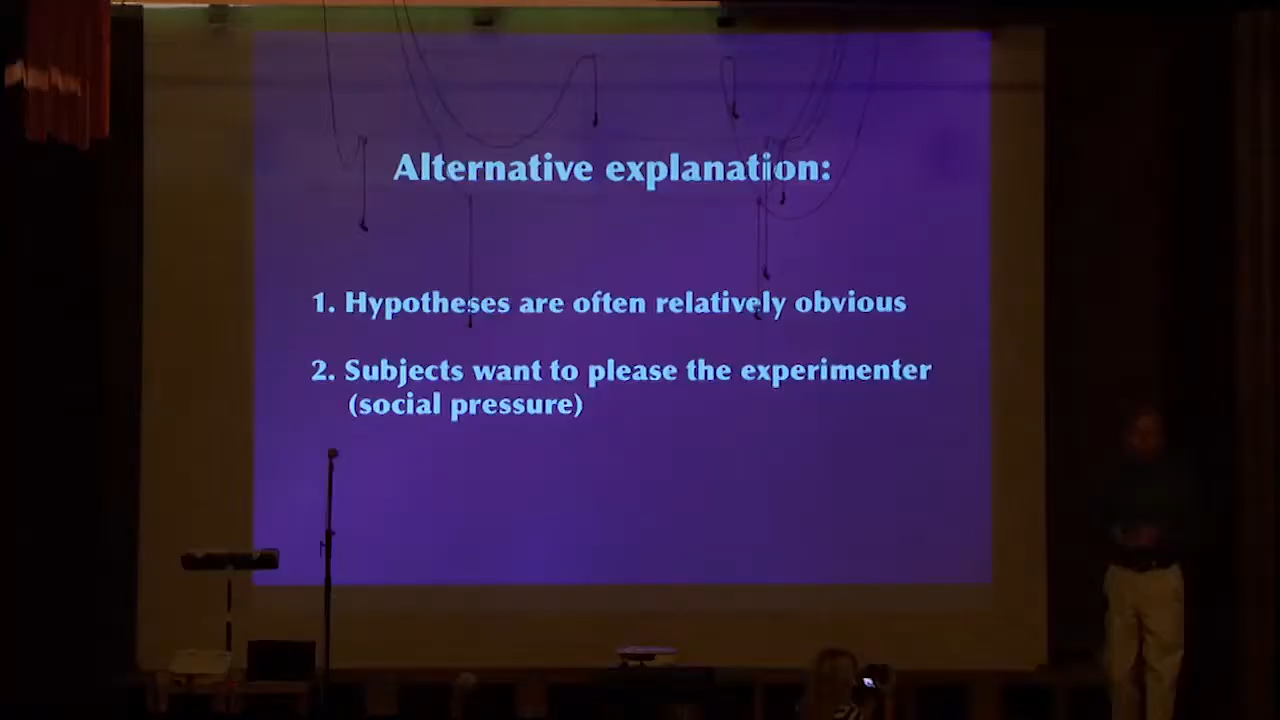 Alternative explanation:
1. Hypotheses are often relatively obvious
2. Subjects want to please the experimenter
(social pressure)